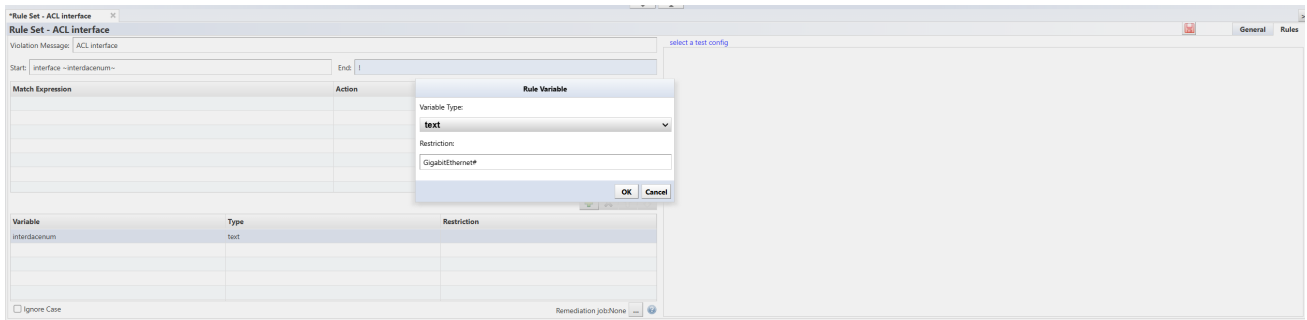 *Rule Set - ACL interface
Rule Set - ACL interface
General Rules
Violation Message: ACL interface
select a test config
Start: interface ~interdacenum~ End: !
Match Expression Action
Rule Variable
Variable Type:
text
Restriction:
GigabitEthernet#
OK Cancel
Variable Type Restriction
interdacenum text
Ignore Case Remediation job:None ...